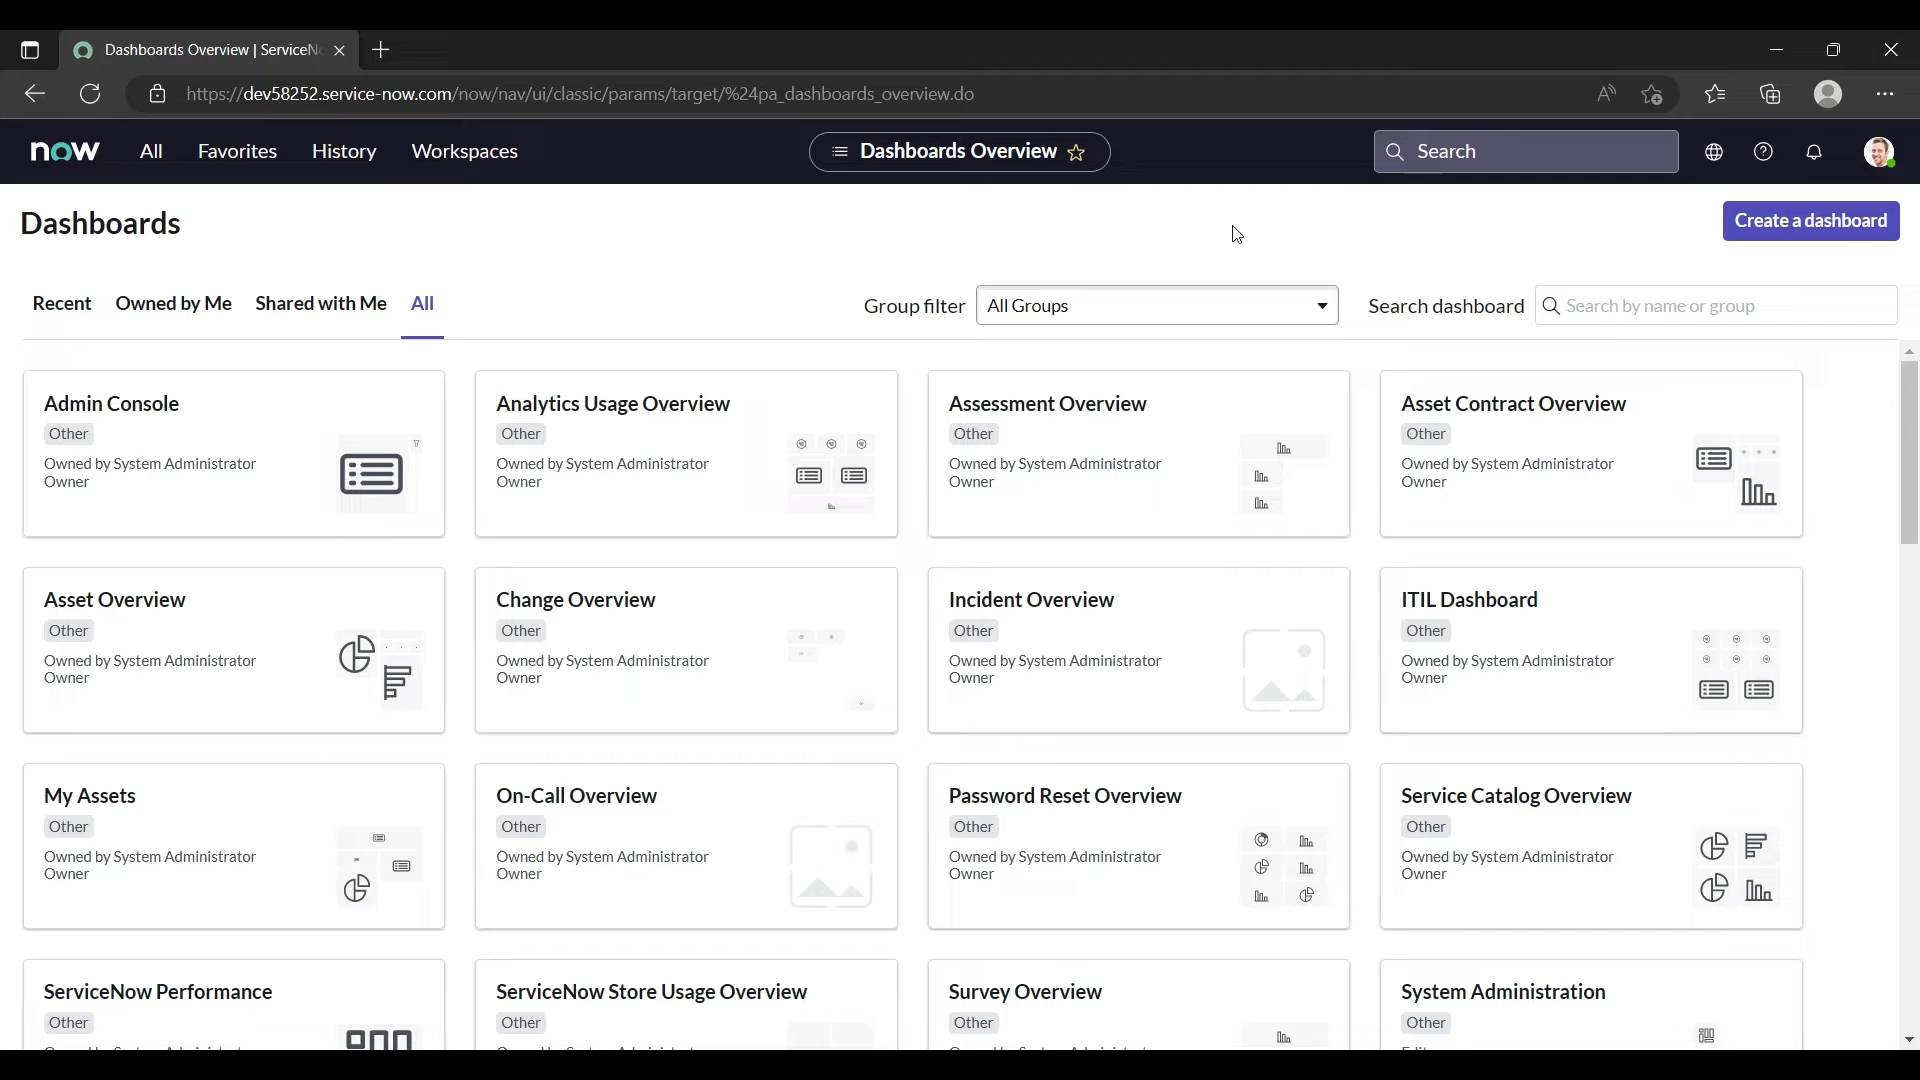 Dashboards Overview | ServiceN
https://dev58252.service-now.com/now/nav/ui/classic/params/target/%24pa_dashboards_overview.do
now All Favorites History Workspaces Dashboards Overview Search
Dashboards
Create a dashboard
Recent Owned by Me Shared with Me All Group filter All Groups Search dashboard Search by name or group
Admin Console
Other
Owned by System Administrator
Owner
Analytics Usage Overview
Other
Owned by System Administrator
Owner
Assessment Overview
Other
Owned by System Administrator
Owner
Asset Contract Overview
Other
Owned by System Administrator
Owner
Asset Overview
Other
Owned by System Administrator
Owner
Change Overview
Other
Owned by System Administrator
Owner
Incident Overview
Other
Owned by System Administrator
Owner
ITIL Dashboard
Other
Owned by System Administrator
Owner
My Assets
Other
Owned by System Administrator
Owner
On-Call Overview
Other
Owned by System Administrator
Owner
Password Reset Overview
Other
Owned by System Administrator
Owner
Service Catalog Overview
Other
Owned by System Administrator
Owner
ServiceNow Performance
Other
ServiceNow Store Usage Overview
Other
Survey Overview
Other
System Administration
Other